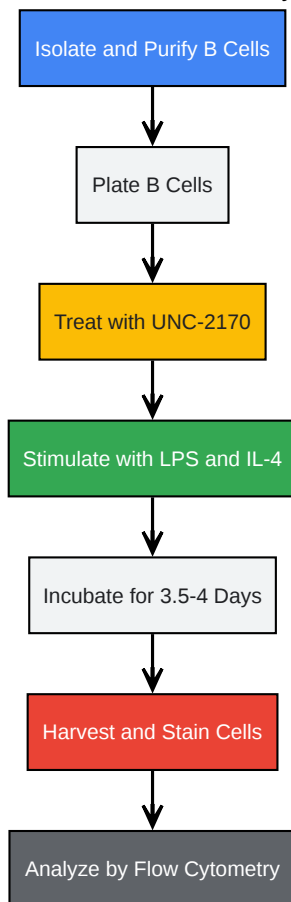 Isolate and Purify B Cells
Plate B Cells
Treat with UNC-2170
Stimulate with LPS and IL-4
Incubate for 3.5-4 Days
Harvest and Stain Cells
Analyze by Flow Cytometry